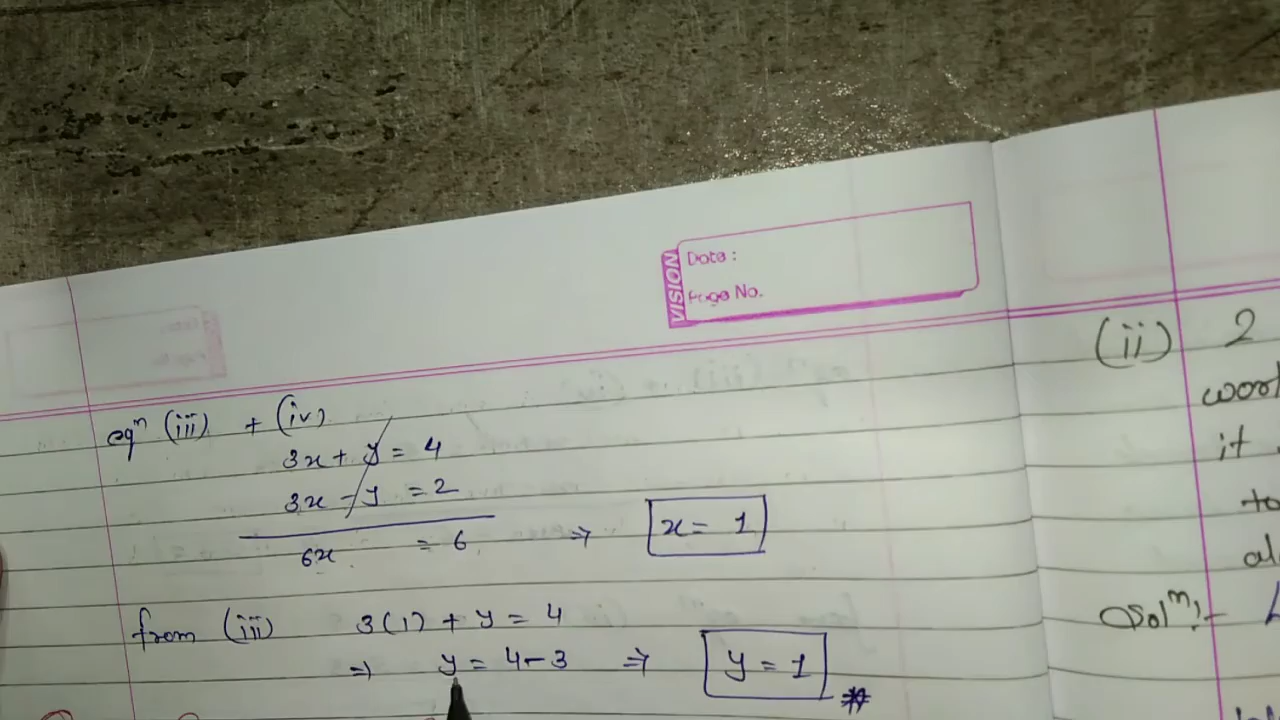 VISION
Date :
Page No.
eqⁿ (iii) + (iv)
3x + y = 4
3x - y = 2
6x = 6 ⇒ x = 1
from (iii) 3(1) + y = 4
⇒ y = 4-3 ⇒ y = 1
(ii) 2
it
to
Solⁿ:-